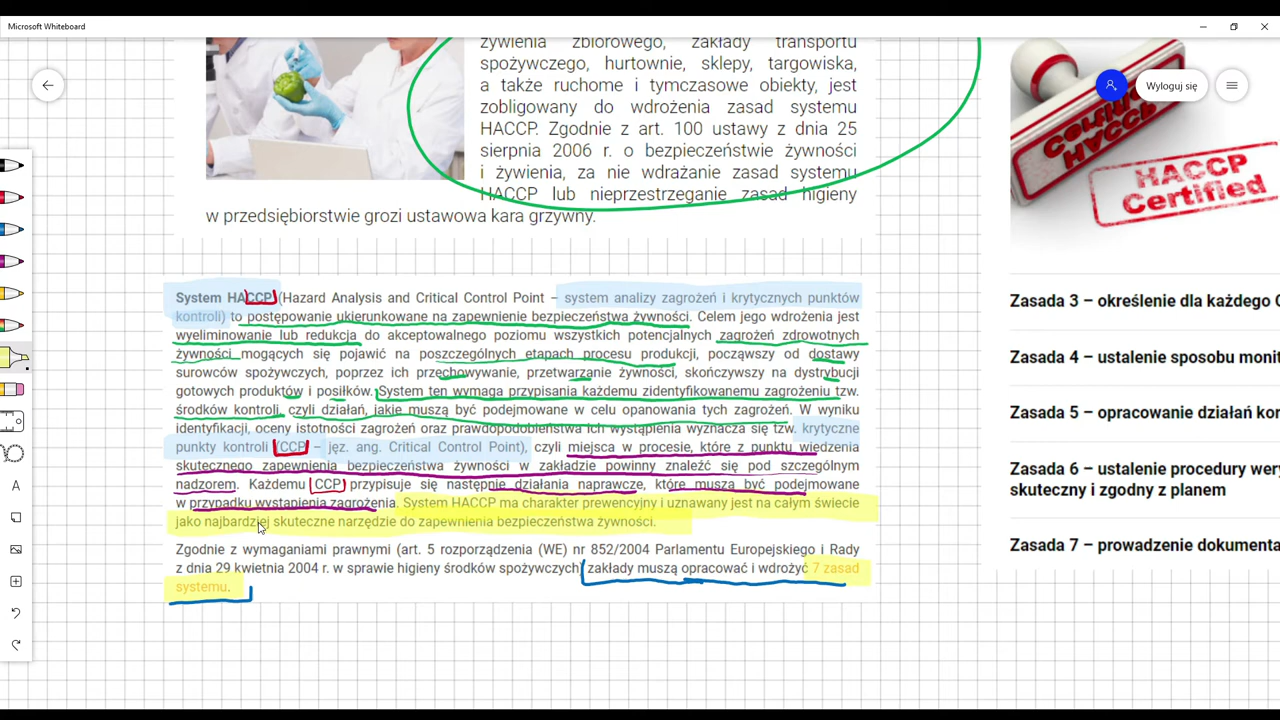 Microsoft Whiteboard
żywienia zbiorowego, zakłady transportu
spożywczego, hurtownie, sklepy, targowiska,
a także ruchome i tymczasowe obiekty, jest
zobligowany do wdrożenia zasad systemu
HACCP. Zgodnie z art. 100 ustawy z dnia 25
sierpnia 2006 r. o bezpieczeństwie żywności
i żywienia, za nie wdrażanie zasad systemu
HACCP lub nieprzestrzeganie zasad higieny
w przedsiębiorstwie grozi ustawowa kara grzywny.
Wyloguj się
HACCP
HACCP
Certified
System HACCP (Hazard Analysis and Critical Control Point – system analizy zagrożeń i krytycznych punktów
kontroli) to postępowanie ukierunkowane na zapewnienie bezpieczeństwa żywności. Celem jego wdrożenia jest
wyeliminowanie lub redukcja do akceptowalnego poziomu wszystkich potencjalnych zagrożeń zdrowotnych
żywności mogących się pojawić na poszczególnych etapach procesu produkcji, począwszy od dostawy
surowców spożywczych, poprzez ich przechowywanie, przetwarzanie żywności, skończywszy na dystrybucji
gotowych produktów i posiłków. System ten wymaga przypisania każdemu zidentyfikowanemu zagrożeniu tzw.
środków kontroli, czyli działań, jakie muszą być podejmowane w celu opanowania tych zagrożeń. W wyniku
identyfikacji, oceny istotności zagrożeń oraz prawdopodobieństwa ich wystąpienia wyznacza się tzw. krytyczne
punkty kontroli (CCP – jęz. ang. Critical Control Point), czyli miejsca w procesie, które z punktu wiedzenia
skutecznego zapewnienia bezpieczeństwa żywności w zakładzie powinny znaleźć się pod szczególnym
nadzorem. Każdemu CCP przypisuje się następnie działania naprawcze, które muszą być podejmowane
w przypadku wystąpienia zagrożenia. System HACCP ma charakter prewencyjny i uznawany jest na całym świecie
jako najbardziej skuteczne narzędzie do zapewnienia bezpieczeństwa żywności.
Zgodnie z wymaganiami prawnymi (art. 5 rozporządzenia (WE) nr 852/2004 Parlamentu Europejskiego i Rady
z dnia 29 kwietnia 2004 r. w sprawie higieny środków spożywczych) zakłady muszą opracować i wdrożyć 7 zasad
systemu.
Zasada 3 – określenie dla każdego
Zasada 4 – ustalenie sposobu monit
Zasada 5 – opracowanie działań kor
Zasada 6 – ustalenie procedury wery
skuteczny i zgodny z planem
Zasada 7 – prowadzenie dokumenta
A